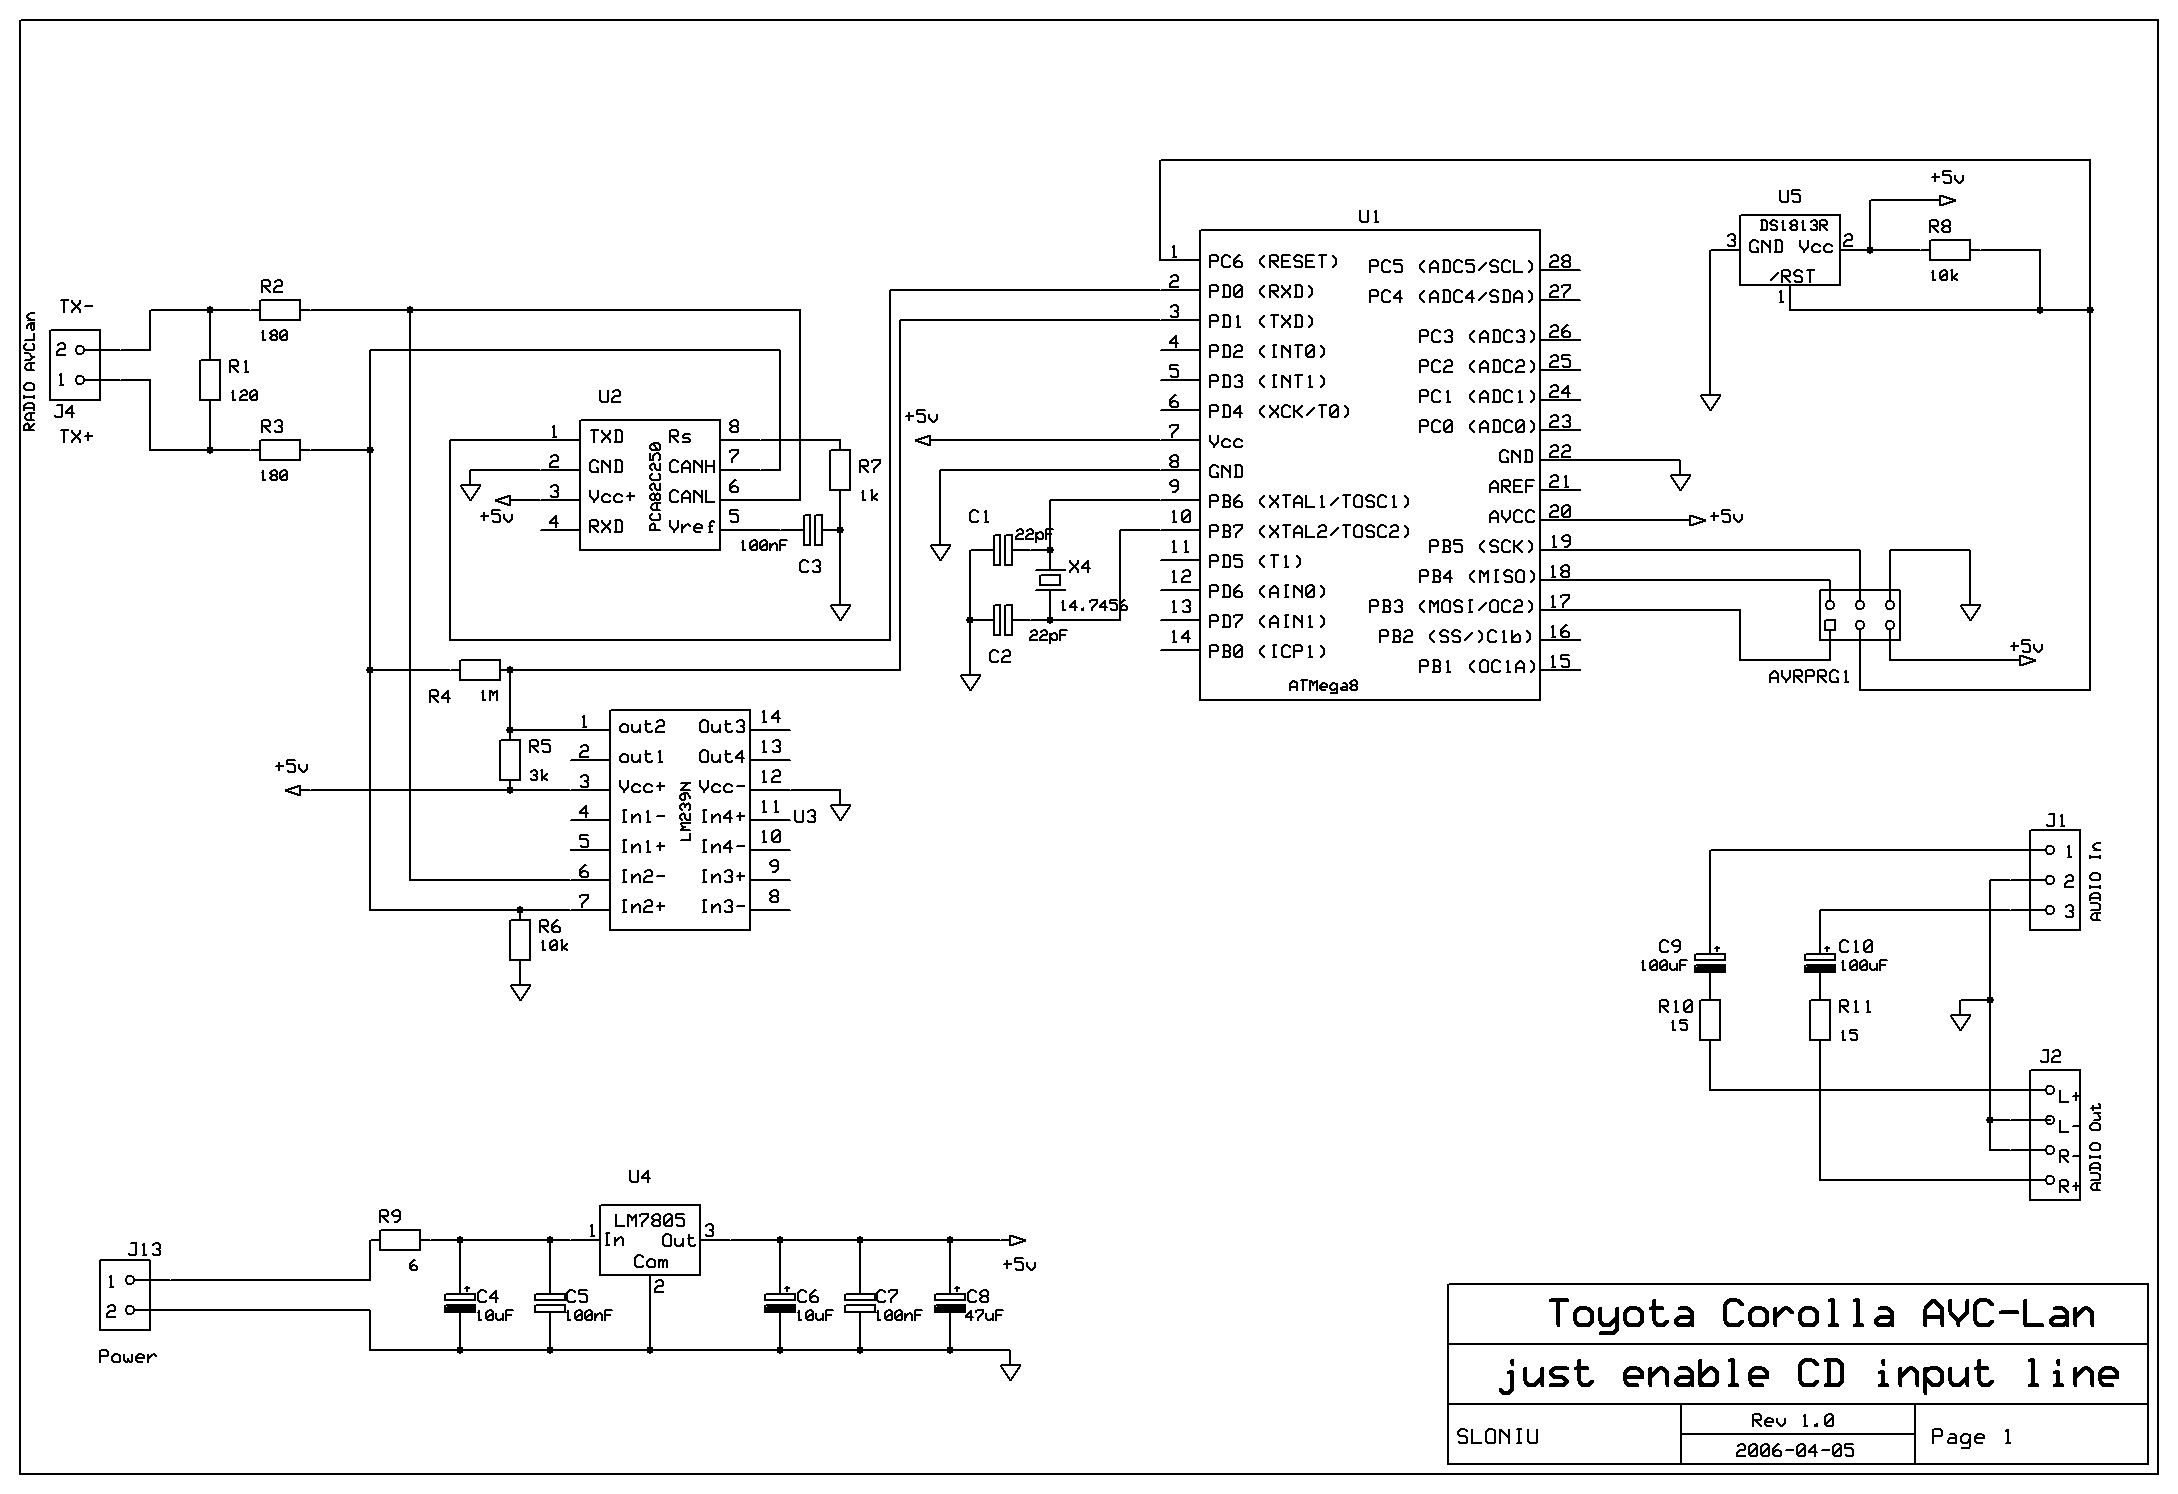 RADIO AVCLan
TX-
2
1
J4
TX+
R2
180
R1
120
R3
180
U2
PCA82C250
1 TXD
2 GND
3 Vcc+
4 RXD
Rs 8
CANH 7
CANL 6
Vref 5
+5v
R7
1k
100nF
C3
R4
1M
R5
3k
+5v
LM239N
U3
1 out2
2 out1
3 Vcc+
4 In1-
5 In1+
6 In2-
7 In2+
Out3 14
Out4 13
Vcc- 12
In4+ 11
In4- 10
In3+ 9
In3- 8
R6
10k
U1
1 PC6 (RESET)
2 PD0 (RXD)
3 PD1 (TXD)
4 PD2 (INT0)
5 PD3 (INT1)
6 PD4 (XCK/T0)
7 Vcc
8 GND
9 PB6 (XTAL1/TOSC1)
10 PB7 (XTAL2/TOSC2)
11 PD5 (T1)
12 PD6 (AIN0)
13 PD7 (AIN1)
14 PB0 (ICP1)
PC5 (ADC5/SCL) 28
PC4 (ADC4/SDA) 27
PC3 (ADC3) 26
PC2 (ADC2) 25
PC1 (ADC1) 24
PC0 (ADC0) 23
GND 22
AREF 21
AVCC 20
PB5 (SCK) 19
PB4 (MISO) 18
PB3 (MOSI/OC2) 17
PB2 (SS/)C1b) 16
PB1 (OC1A) 15
ATMega8
+5v
C1
22pF
X4
14.7456
22pF
C2
+5v
U5
DS1813R
3 GND Vcc 2
/RST
1
+5v
R8
10k
+5v
AVRPRG1
J1
1
2
3
AUDIO In
C9
100uF
C10
100uF
R10
15
R11
15
J2
L+
L-
R-
R+
AUDIO Out
J13
1
2
Power
R9
6
C4
10uF
C5
100nF
U4
LM7805
1 In Out 3
Com
2
C6
10uF
C7
100nF
C8
47uF
+5v
Toyota Corolla AVC-Lan
just enable CD input line
SLONIU
Rev 1.0
2006-04-05
Page 1